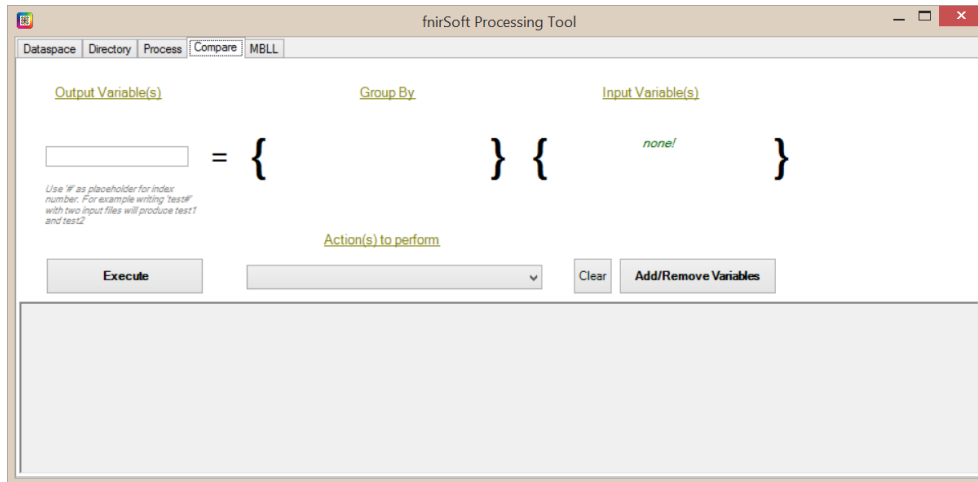 fnirSoft Processing Tool
Dataspace Directory Process Compare MBLL
Output Variable(s) Group By Input Variable(s)
= { } { none! }
Use '#' as placeholder for index
number. For example writing 'test#'
with two input files will produce test1
and test2
Action(s) to perform
Execute Clear Add/Remove Variables